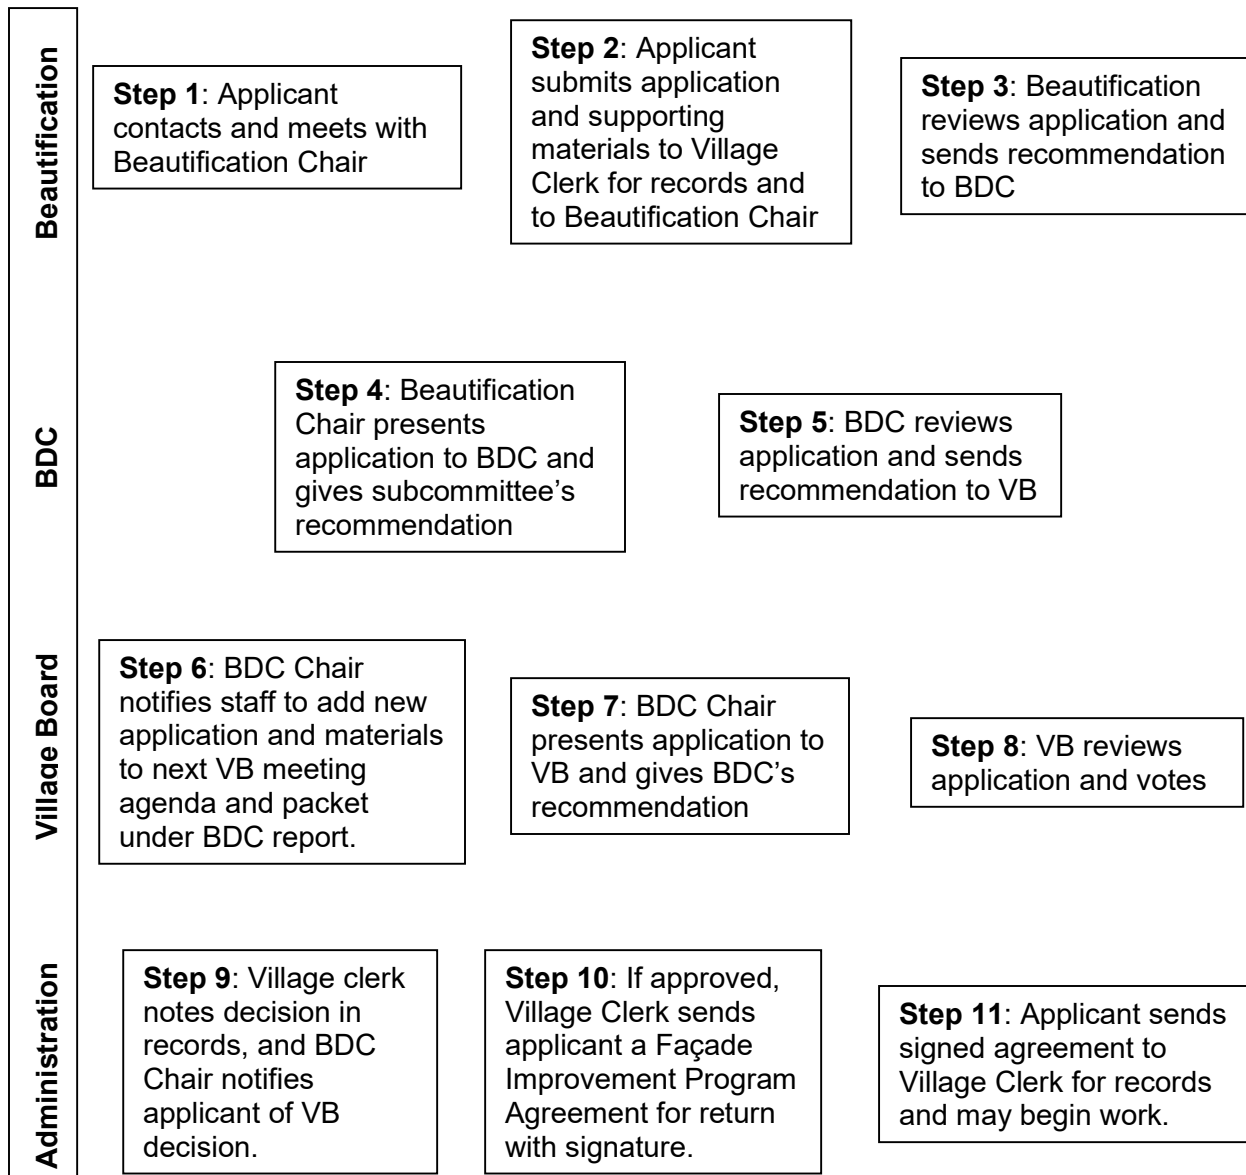 Beautification
Step 1: Applicant
contacts and meets with
Beautification Chair
Step 2: Applicant
submits application
and supporting
materials to Village
Clerk for records and
to Beautification Chair
Step 3: Beautification
reviews application and
sends recommendation
to BDC
BDC
Step 4: Beautification
Chair presents
application to BDC and
gives subcommittee’s
recommendation
Step 5: BDC reviews
application and sends
recommendation to VB
Village Board
Step 6: BDC Chair
notifies staff to add new
application and materials
to next VB meeting
agenda and packet
under BDC report.
Step 7: BDC Chair
presents application to
VB and gives BDC’s
recommendation
Step 8: VB reviews
application and votes
Administration
Step 9: Village clerk
notes decision in
records, and BDC
Chair notifies
applicant of VB
decision.
Step 10: If approved,
Village Clerk sends
applicant a Façade
Improvement Program
Agreement for return
with signature.
Step 11: Applicant sends
signed agreement to
Village Clerk for records
and may begin work.